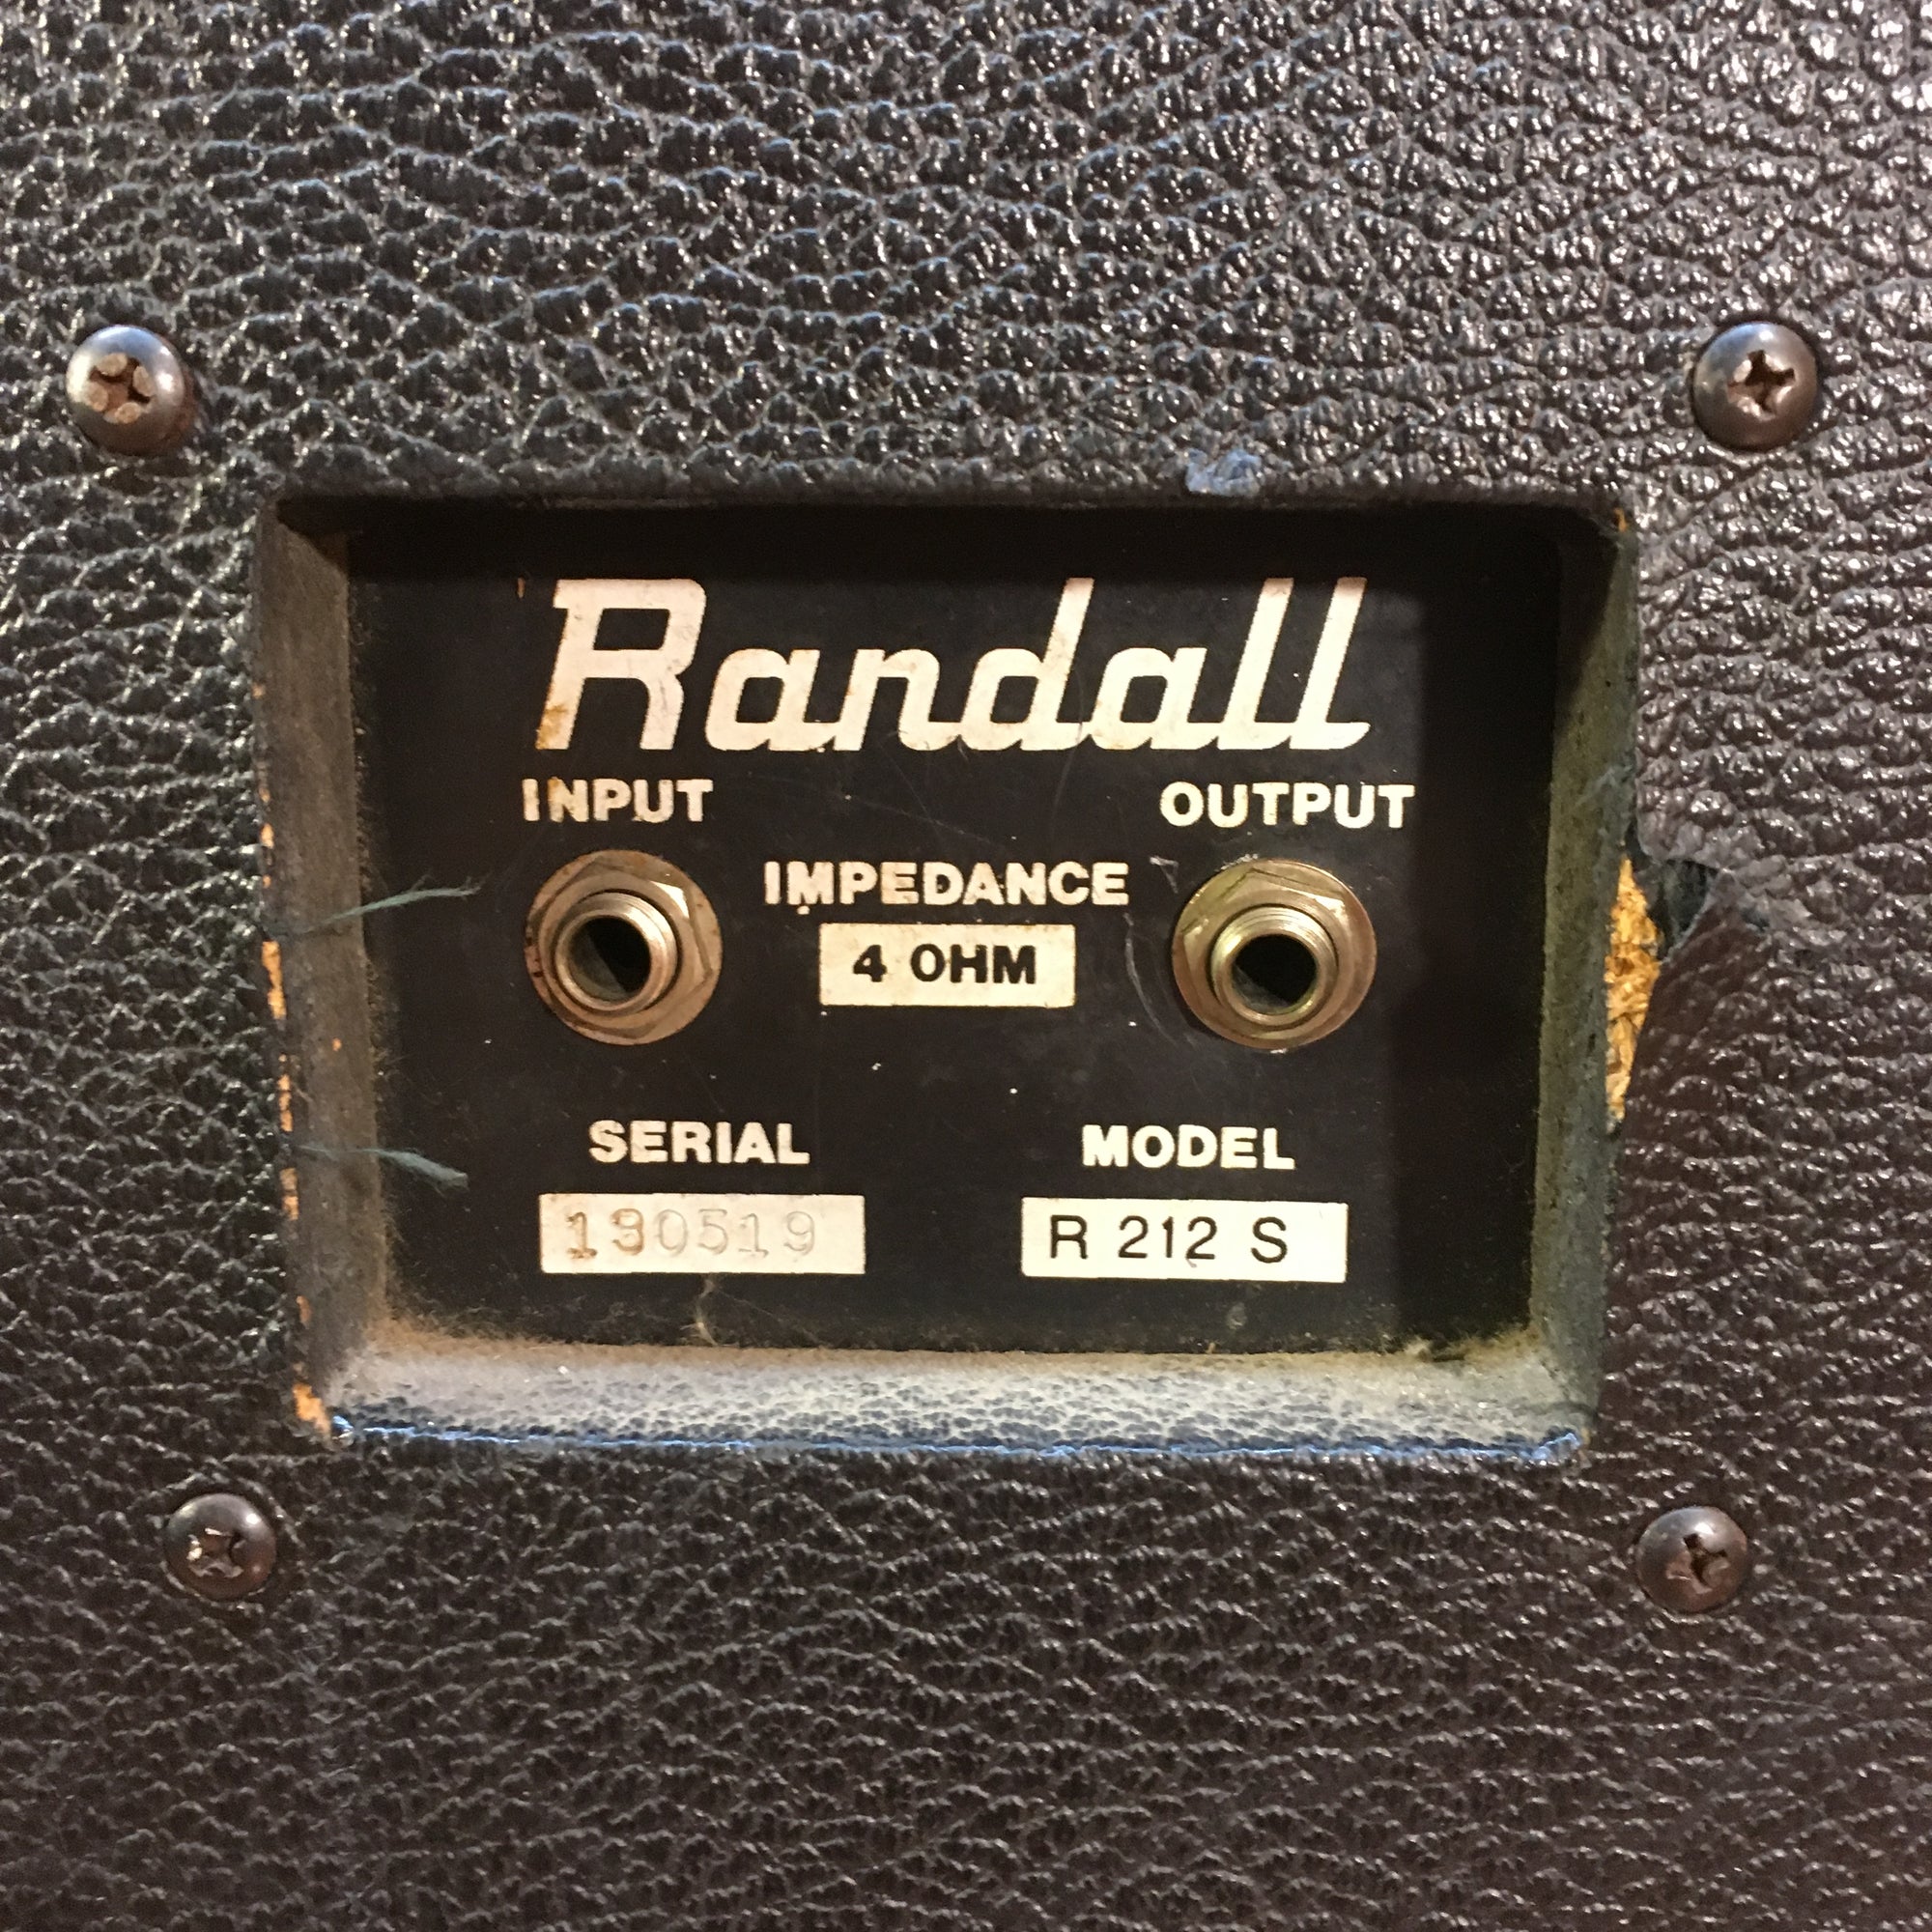 Randall
INPUT OUTPUT
IMPEDANCE
4 OHM
SERIAL MODEL
130519 R 212 S